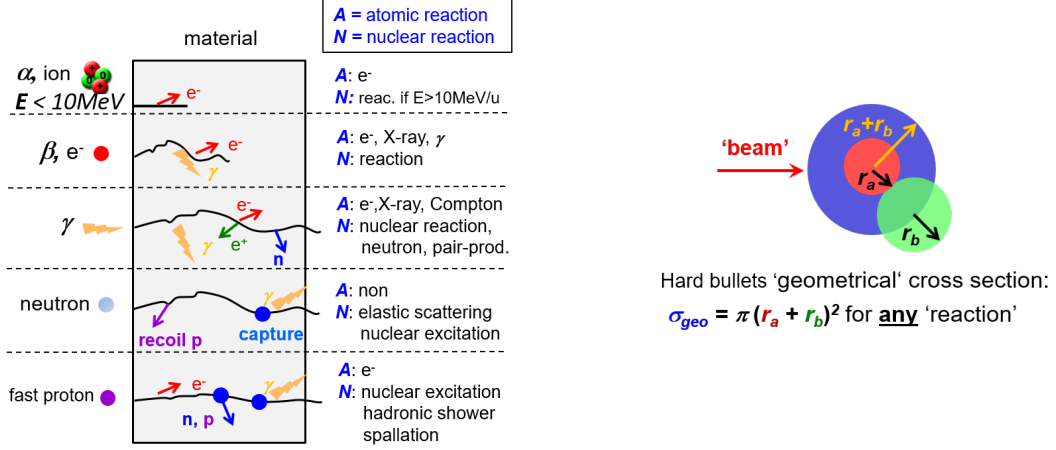 A = atomic reaction
N = nuclear reaction
material
α, ion
E < 10MeV
+
0
0
+
e-
A: e-
N: reac. if E>10MeV/u
β, e-
e-
γ
A: e-, X-ray, γ
N: reaction
γ
e-
γ
e+
n
A: e-,X-ray, Compton
N: nuclear reaction,
neutron, pair-prod.
neutron
recoil p
γ
capture
A: non
N: elastic scattering
nuclear excitation
fast proton
e-
γ
n, p
A: e-
N: nuclear excitation
hadronic shower
spallation
'beam'
ra+rb
ra
rb
Hard bullets 'geometrical' cross section:
σgeo = π (ra + rb)² for any 'reaction'